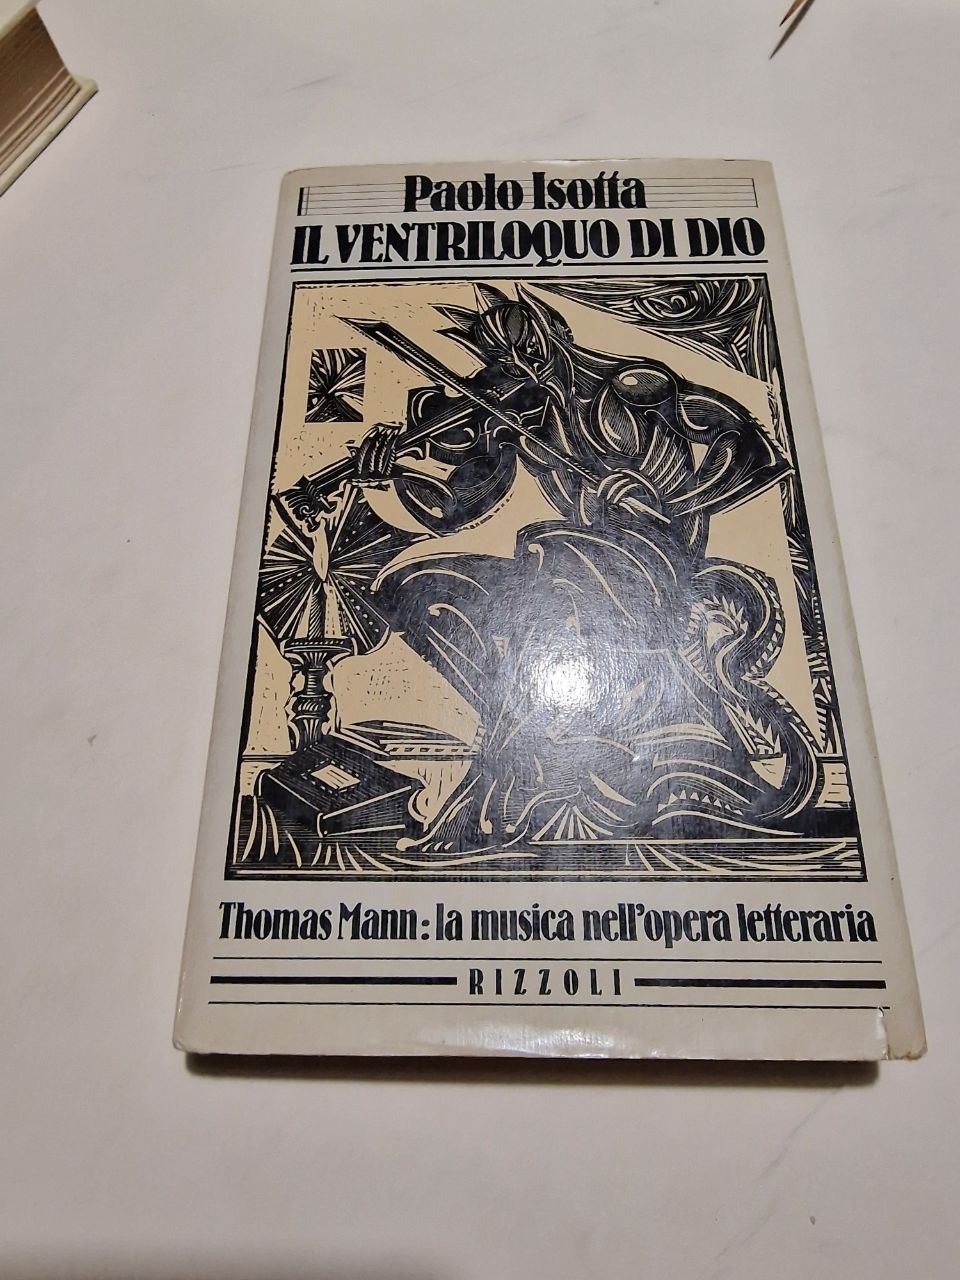 Paolo Isotta
IL VENTRILOQUO DI DIO
Thomas Mann: la musica nell'opera letteraria
RIZZOLI